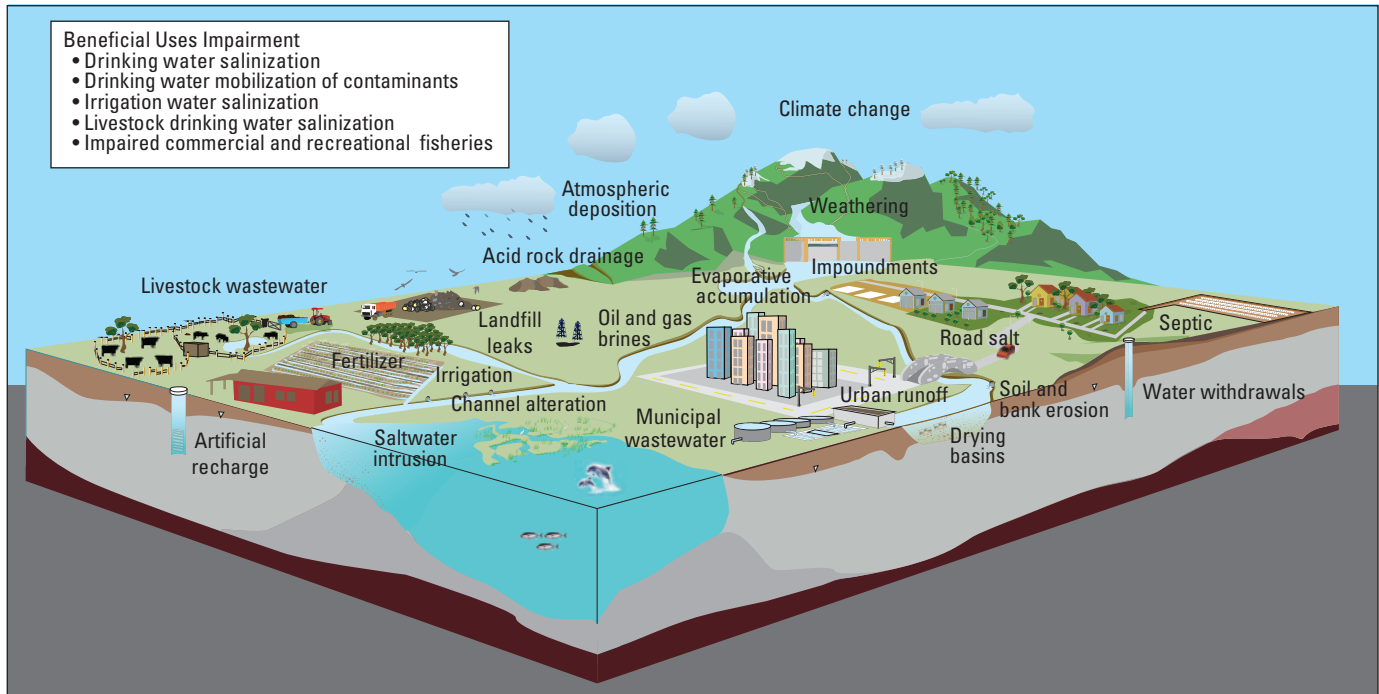 Beneficial Uses Impairment
• Drinking water salinization
• Drinking water mobilization of contaminants
• Irrigation water salinization
• Livestock drinking water salinization
• Impaired commercial and recreational fisheries
Climate change
Atmospheric
deposition
Weathering
Acid rock drainage
Livestock wastewater
Evaporative
accumulation
Impoundments
Landfill
leaks
Oil and gas
brines
Septic
Road salt
Fertilizer
Irrigation
Channel alteration
Municipal
wastewater
Urban runoff
Soil and
bank erosion
Water withdrawals
Artificial
recharge
Saltwater
intrusion
Drying
basins